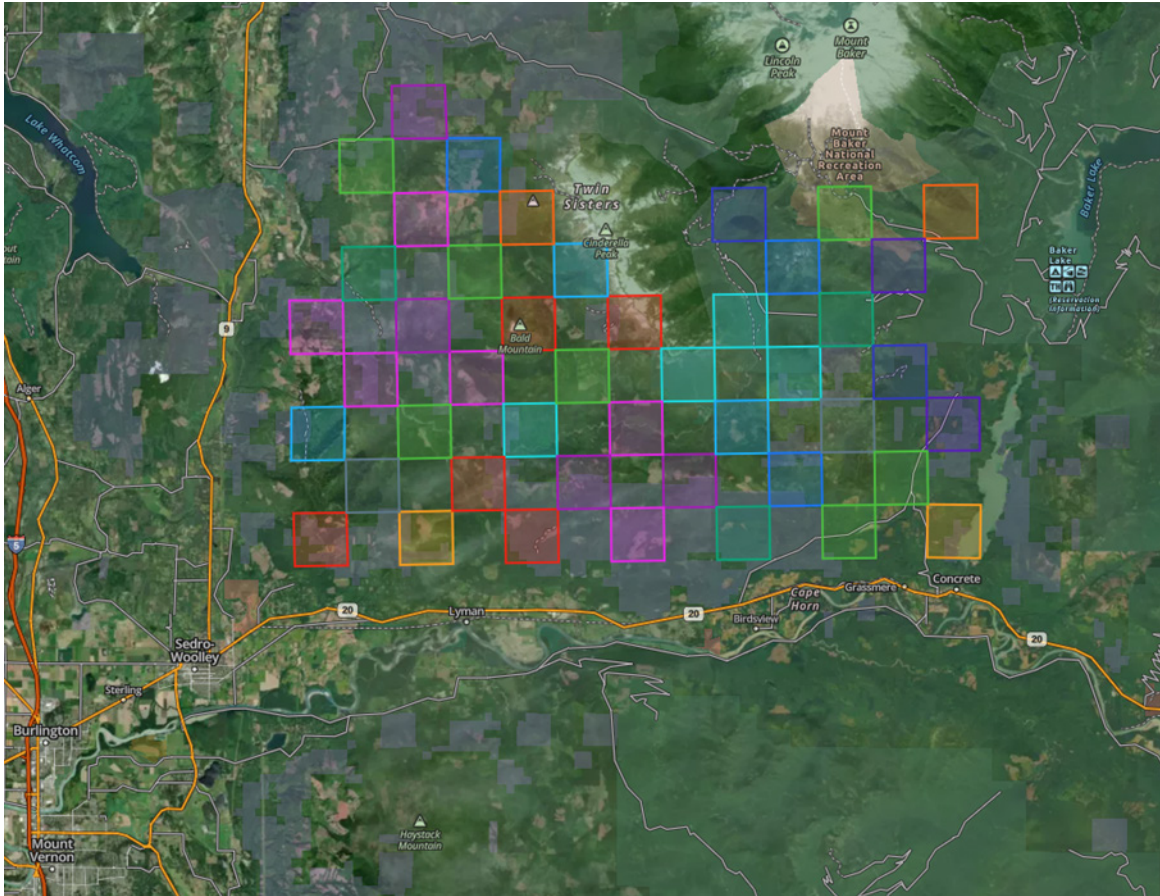 Mount
Baker
Lincoln
Peak
Lake Whatcom
Mount
Baker
National
Recreation
Area
Baker Lake
Twin
Sisters
Cinderella
Peak
Baker
Lake
TH
(Reservation
Information)
9
Bald
Mountain
Alger
5
20
Lyman
20
Cape
Horn
Birdsview
Grassmere
Concrete
20
Sedro-
Woolley
Sterling
Burlington
Haystack
Mountain
Mount
Vernon